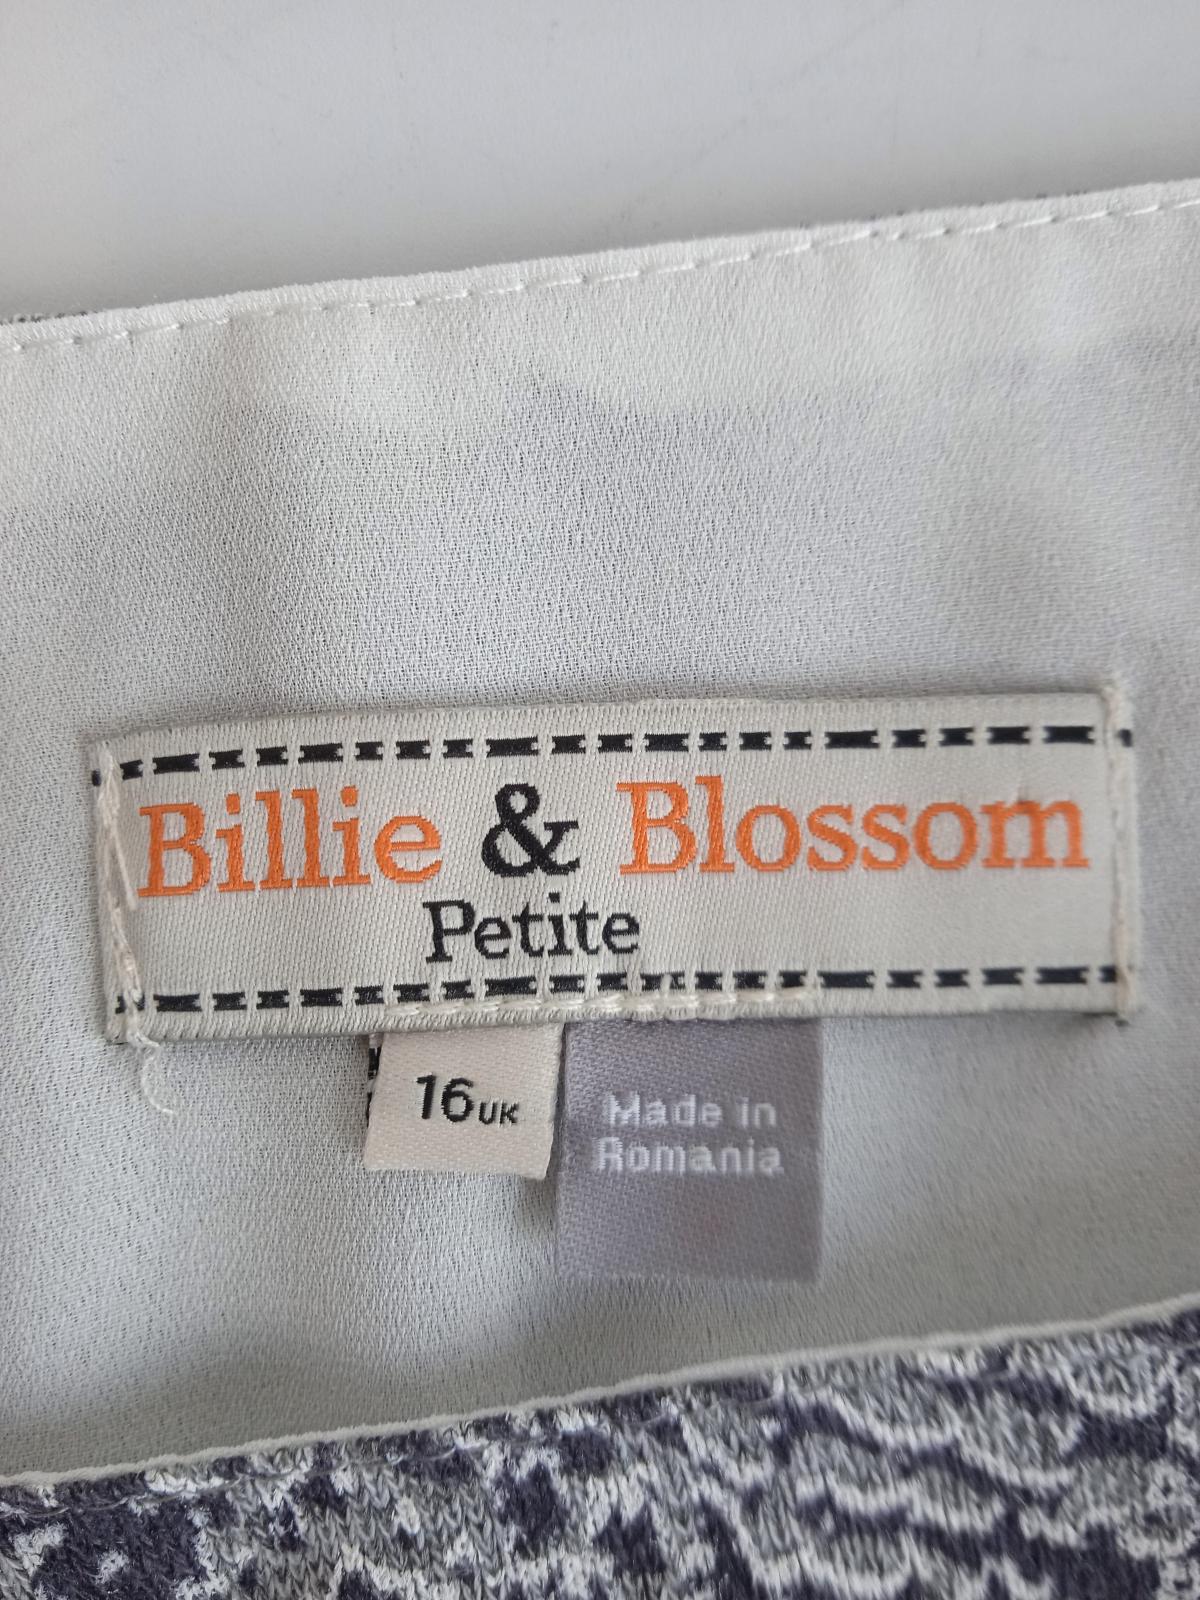 Billie & Blossom
Petite
16UK
Made in
Romania